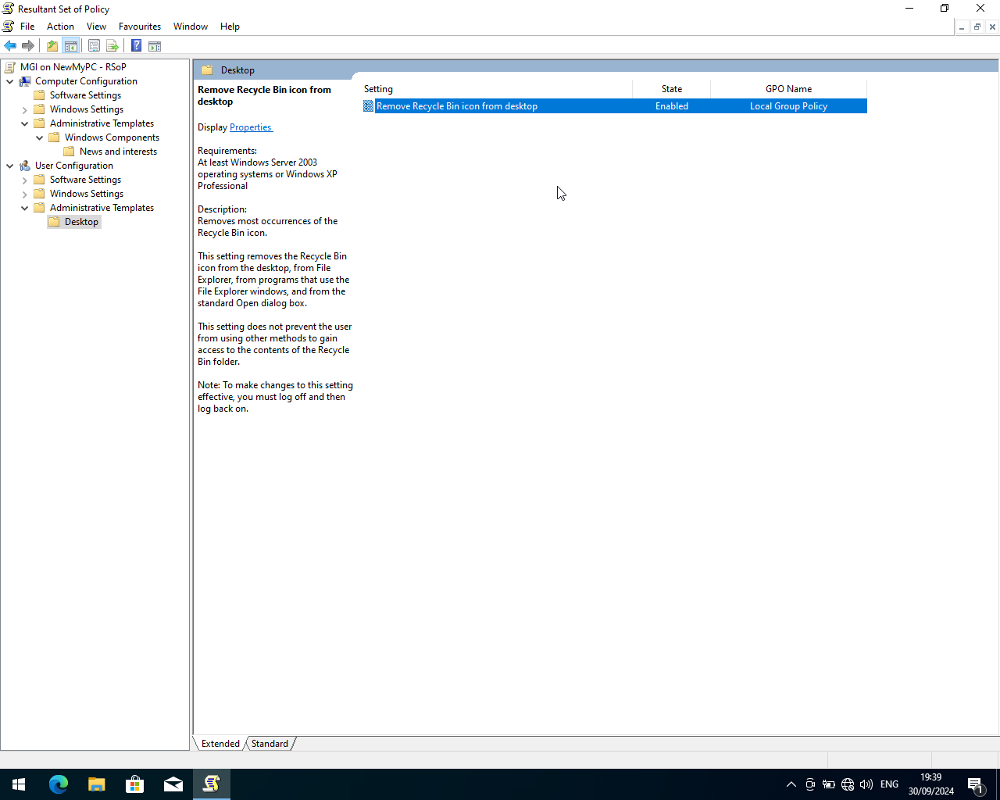 Resultant Set of Policy
File Action View Favourites Window Help
MGI on NewMyPC - RSoP
Computer Configuration
Software Settings
Windows Settings
Administrative Templates
Windows Components
News and interests
User Configuration
Software Settings
Windows Settings
Administrative Templates
Desktop
Desktop
Remove Recycle Bin icon from
desktop
Display Properties
Requirements:
At least Windows Server 2003
operating systems or Windows XP
Professional
Description:
Removes most occurrences of the
Recycle Bin icon.
This setting removes the Recycle Bin
icon from the desktop, from File
Explorer, from programs that use the
File Explorer windows, and from the
standard Open dialog box.
This setting does not prevent the user
from using other methods to gain
access to the contents of the Recycle
Bin folder.
Note: To make changes to this setting
effective, you must log off and then
log back on.
Setting State GPO Name
Remove Recycle Bin icon from desktop Enabled Local Group Policy
Extended Standard
ENG
19:39
30/09/2024
1